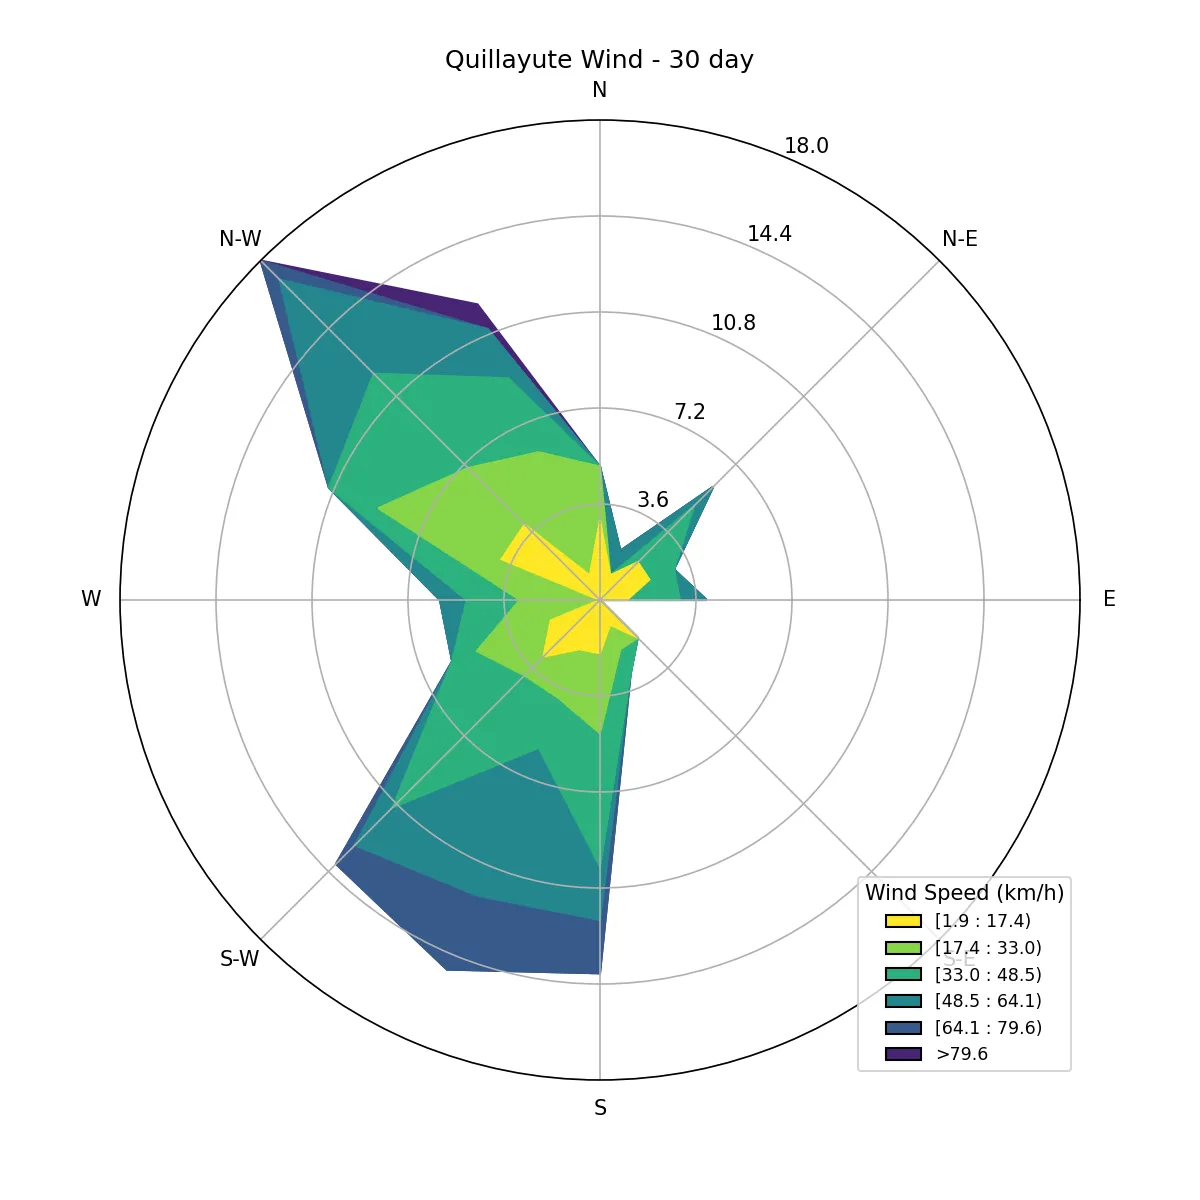 Quillayute Wind - 30 day
N
18.0
14.4
N-W
N-E
10.8
7.2
3.6
W
E
Wind Speed (km/h)
[1.9 : 17.4)
[17.4 : 33.0)
S-W
S-E
[33.0 : 48.5)
[48.5 : 64.1)
[64.1 : 79.6)
>79.6
S